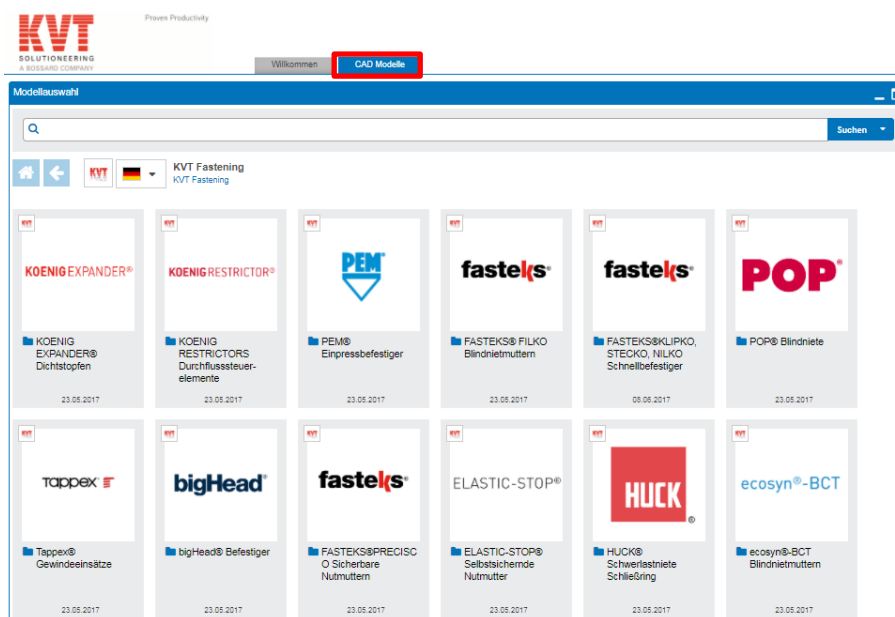 KVT
SOLUTIONEERING
A BOSSARD COMPANY
Proven Productivity
Willkommen
CAD Modelle
Modellauswahl
Suchen
KVT
KVT Fastening
KVT Fastening
KVT
KOENIG EXPANDER®
KOENIG
EXPANDER®
Dichtstopfen
23.05.2017
KVT
KOENIG RESTRICTOR®
KOENIG
RESTRICTORS
Durchflusssteuer-
elemente
23.05.2017
KVT
PEM®
PEM®
Einpressbefestiger
23.05.2017
KVT
fasteks®
FASTEKS® FILKO
Blindnietmuttern
23.05.2017
KVT
fasteks®
FASTEKS®KLIPKO,
STECKO, NILKO
Schnellbefestiger
08.06.2017
KVT
POP®
POP® Blindniete
23.05.2017
KVT
Tappex
Tappex®
Gewindeeinsätze
23.05.2017
KVT
bigHead®
bigHead® Befestiger
23.05.2017
KVT
fasteks®
FASTEKS®PRECISC
O Sicherbare
Nutmuttern
23.05.2017
KVT
ELASTIC-STOP®
ELASTIC-STOP®
Selbstsichernde
Nutmutter
23.05.2017
KVT
HUCK®
HUCK®
Schwerlastniete
Schließring
23.05.2017
KVT
ecosyn®-BCT
ecosyn®-BCT
Blindnietmuttern
23.05.2017